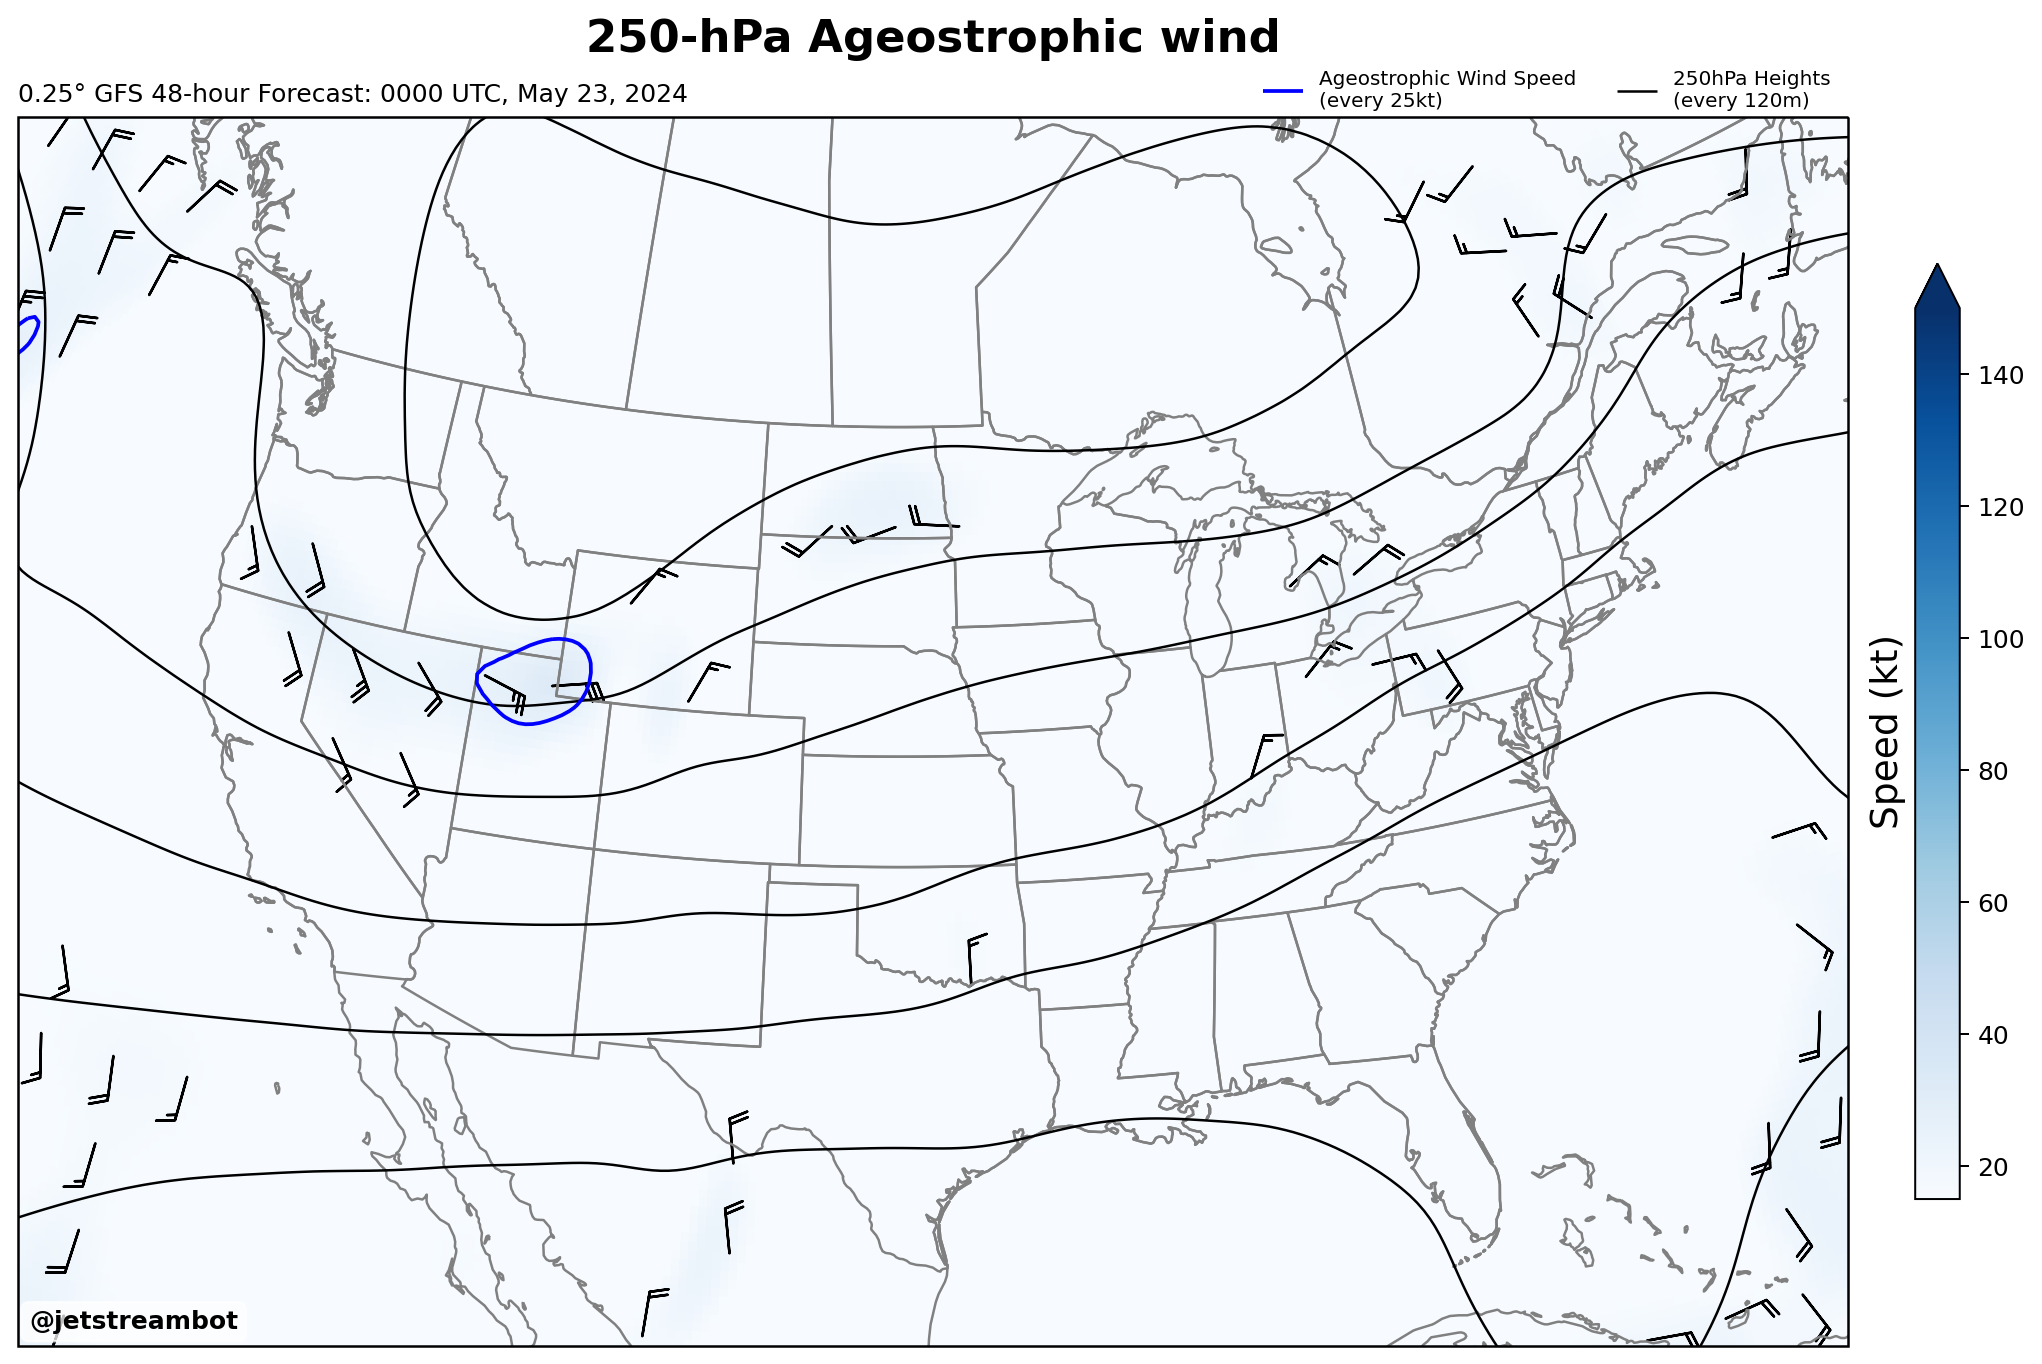 250-hPa Ageostrophic wind
0.25° GFS 48-hour Forecast: 0000 UTC, May 23, 2024
Ageostrophic Wind Speed
(every 25kt)
250hPa Heights
(every 120m)
140
120
100
80
60
40
20
Speed (kt)
@jetstreambot